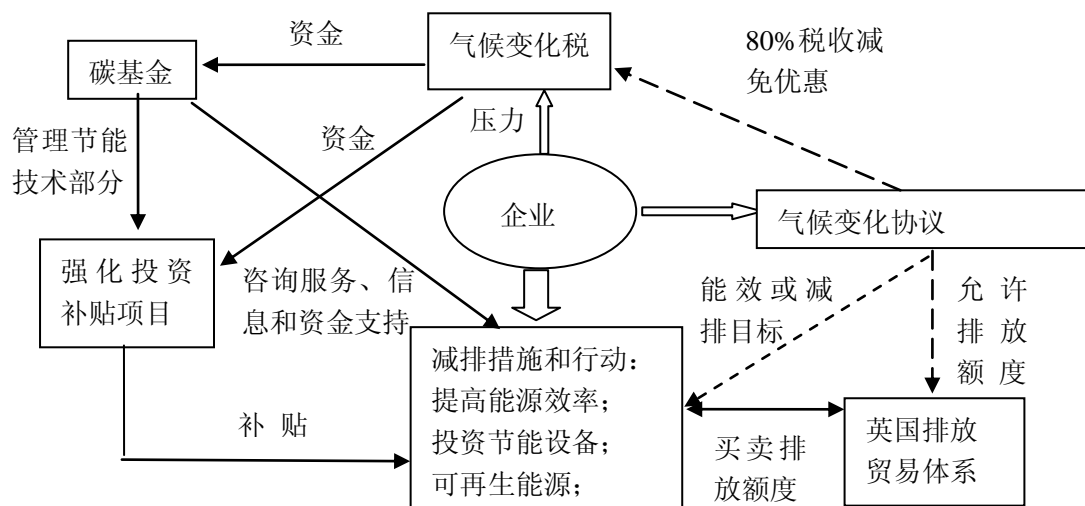 资金
气候变化税
80%税收减
免优惠
碳基金
压力
管理节能
技术部分
资金
企业
气候变化协议
强化投资
补贴项目
咨询服务、信
息和资金支持
能效或减
排目标
允许
排放
额度
减排措施和行动：
提高能源效率；
投资节能设备；
可再生能源；
补贴
买卖排
放额度
英国排放
贸易体系